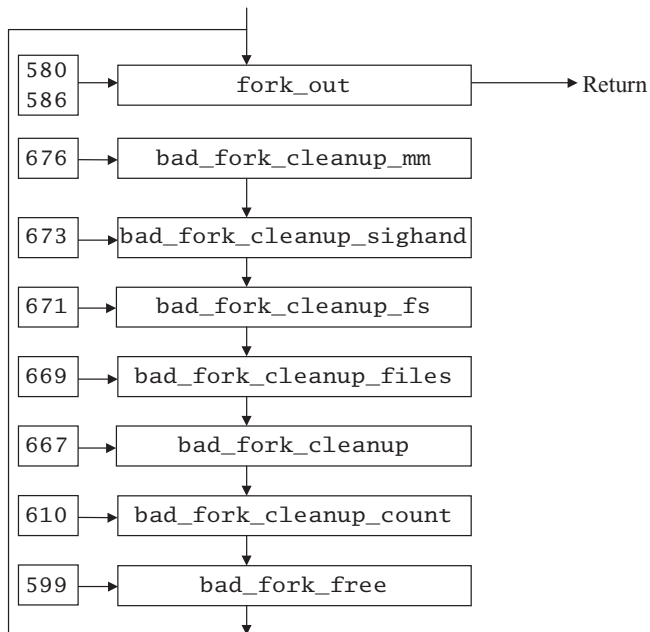 580
586
fork_out
Return
676
bad_fork_cleanup_mm
673
bad_fork_cleanup_sighand
671
bad_fork_cleanup_fs
669
bad_fork_cleanup_files
667
bad_fork_cleanup
610
bad_fork_cleanup_count
599
bad_fork_free